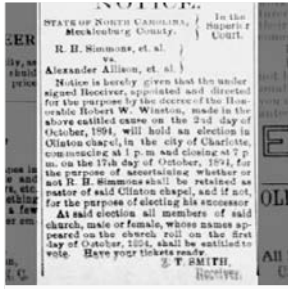 NOTICE.
STATE OF NORTH CAROLINA,
Mecklenburg County.
In the
Superior
Court.
R. H. Simmons, et. al.
vs.
Alexander Allison, et. al.
Notice is hereby given that the under
signed Receiver, appointed and directed
for the purpose by the decree of the Hon-
orable Robert W. Winston, made in the
above entitled cause on the 2nd day of
October, 1894, will hold an election in
Clinton chapel, in the city of Charlotte,
commencing at 1 p. m. and closing at 7 p.
m. on the 17th day of October, 1894, for
the purpose of ascertaining whether or
not R. H. Simmons shall be retained as
pastor of said Clinton chapel, and if not,
for the purpose of electing his successor
At said election all members of said
church, male or female, whose names ap-
peared on the church roll on the first
day of October, 1894, shall be entitled to
vote. Have your tickets ready.
T. SMITH,
Receiver.